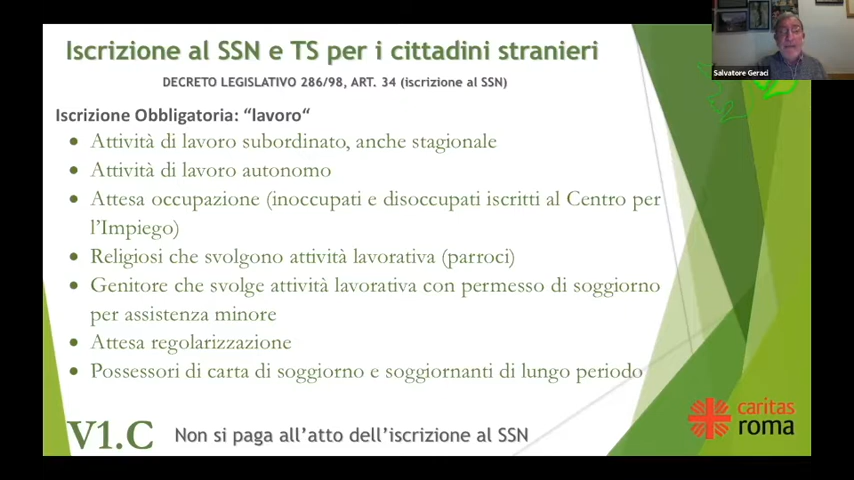 Iscrizione al SSN e TS per i cittadini stranieri
Salvatore Geraci
DECRETO LEGISLATIVO 286/98, ART. 34 (iscrizione al SSN)
Iscrizione Obbligatoria: “lavoro“
• Attività di lavoro subordinato, anche stagionale
• Attività di lavoro autonomo
• Attesa occupazione (inoccupati e disoccupati iscritti al Centro per
l’Impiego)
• Religiosi che svolgono attività lavorativa (parroci)
• Genitore che svolge attività lavorativa con permesso di soggiorno
per assistenza minore
• Attesa regolarizzazione
• Possessori di carta di soggiorno e soggiornanti di lungo periodo
caritas
roma
V1.C Non si paga all’atto dell’iscrizione al SSN